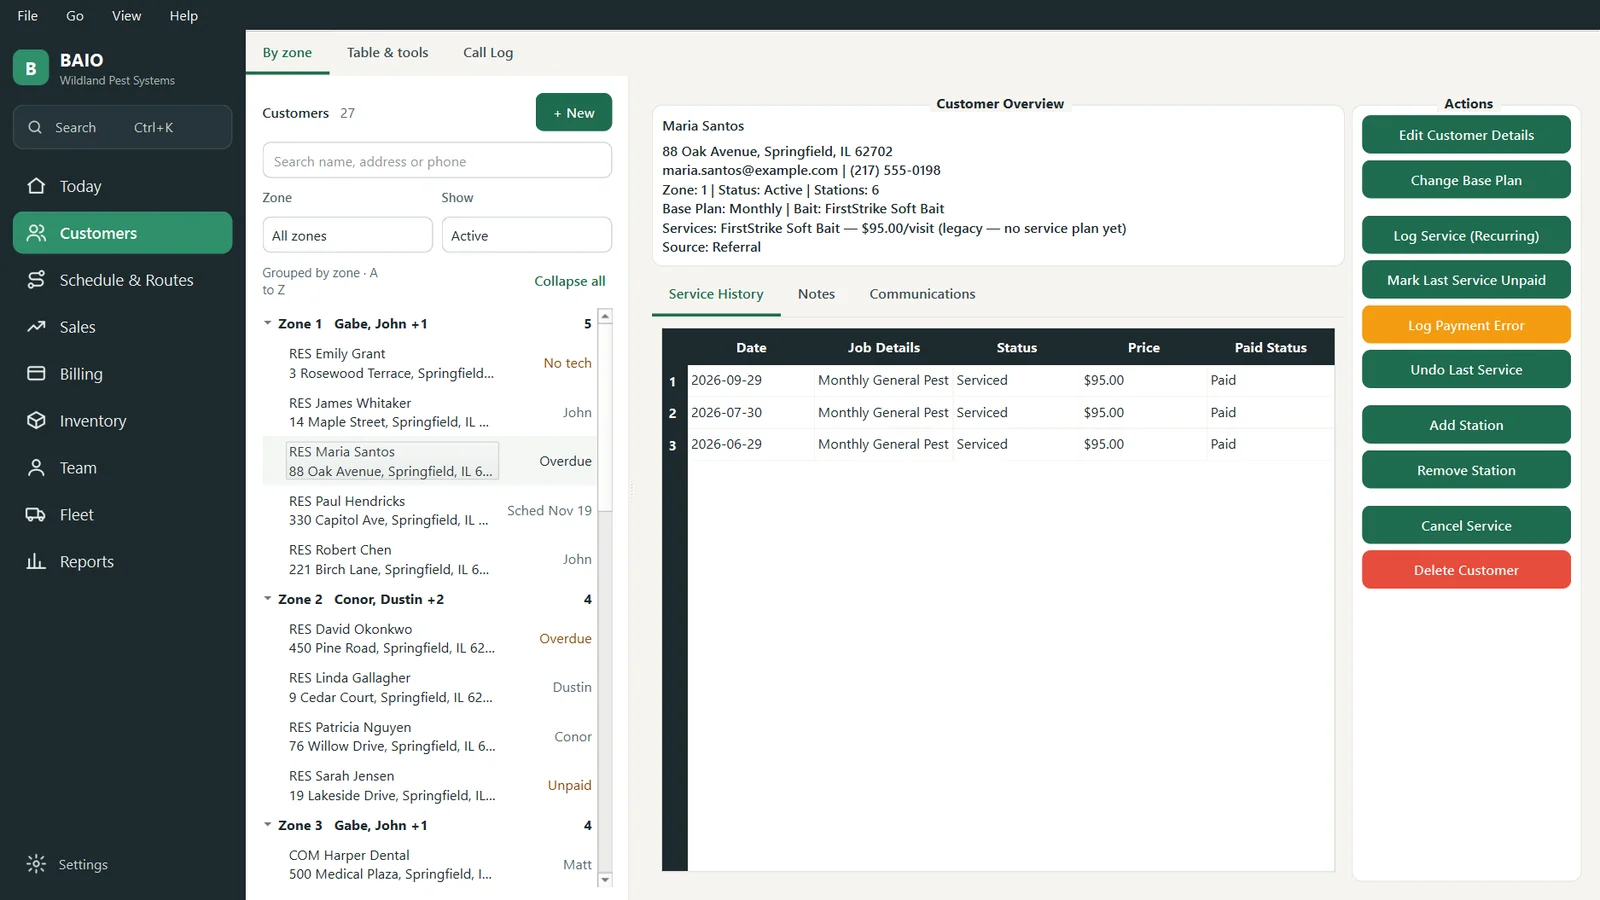 File Go View Help
B BAIO
Wildland Pest Systems
Search Ctrl+K
Today
Customers
Schedule & Routes
Sales
Billing
Inventory
Team
Fleet
Reports
Settings
By zone Table & tools Call Log
Customers 27
+ New
Search name, address or phone
Zone Show
All zones Active
Grouped by zone · A
to Z
Collapse all
Zone 1 Gabe, John +1 5
RES Emily Grant
3 Rosewood Terrace, Springfield...
No tech
RES James Whitaker
14 Maple Street, Springfield, IL ...
John
RES Maria Santos
88 Oak Avenue, Springfield, IL 6...
Overdue
RES Paul Hendricks
330 Capitol Ave, Springfield, IL ...
Sched Nov 19
RES Robert Chen
221 Birch Lane, Springfield, IL 6...
John
Zone 2 Conor, Dustin +2 4
RES David Okonkwo
450 Pine Road, Springfield, IL 62...
Overdue
RES Linda Gallagher
9 Cedar Court, Springfield, IL 62...
Dustin
RES Patricia Nguyen
76 Willow Drive, Springfield, IL 6...
Conor
RES Sarah Jensen
19 Lakeside Drive, Springfield, IL...
Unpaid
Zone 3 Gabe, John +1 4
COM Harper Dental
500 Medical Plaza, Springfield, I...
Matt
Customer Overview
Maria Santos
88 Oak Avenue, Springfield, IL 62702
maria.santos@example.com | (217) 555-0198
Zone: 1 | Status: Active | Stations: 6
Base Plan: Monthly | Bait: FirstStrike Soft Bait
Services: FirstStrike Soft Bait — $95.00/visit (legacy — no service plan yet)
Source: Referral
Service History Notes Communications
Date Job Details Status Price Paid Status
1 2026-09-29 Monthly General Pest Serviced $95.00 Paid
2 2026-07-30 Monthly General Pest Serviced $95.00 Paid
3 2026-06-29 Monthly General Pest Serviced $95.00 Paid
Actions
Edit Customer Details
Change Base Plan
Log Service (Recurring)
Mark Last Service Unpaid
Log Payment Error
Undo Last Service
Add Station
Remove Station
Cancel Service
Delete Customer